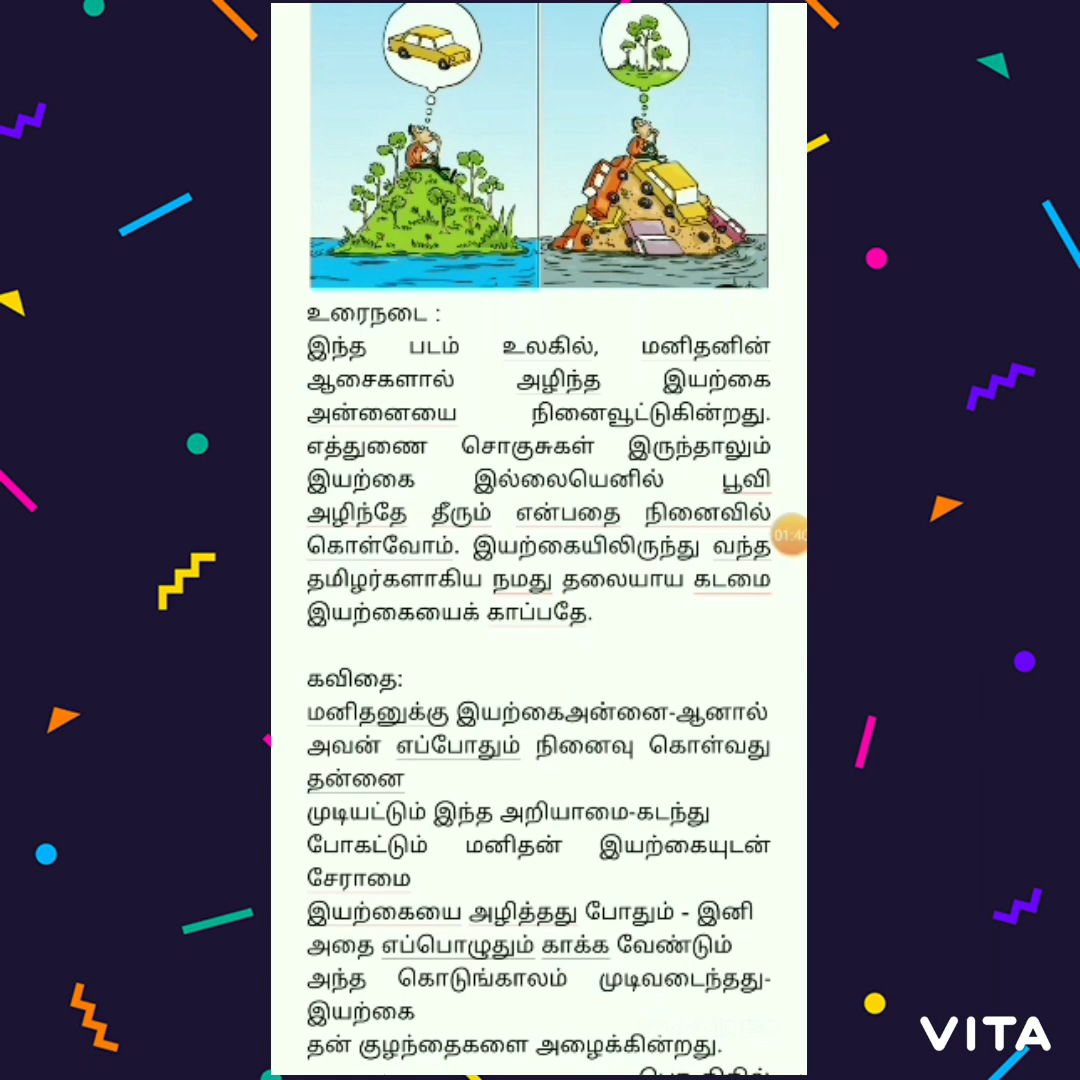 உரைநடை :
இந்த படம் உலகில், மனிதனின்
ஆசைகளால் அழிந்த இயற்கை
அன்னையை நினைவூட்டுகின்றது.
எத்துணை சொகுசுகள் இருந்தாலும்
இயற்கை இல்லையெனில் பூவி
அழிந்தே தீரும் என்பதை நினைவில்
கொள்வோம். இயற்கையிலிருந்து வந்த
தமிழர்களாகிய நமது தலையாய கடமை
இயற்கையைக் காப்பதே.
01:40
கவிதை:
மனிதனுக்கு இயற்கைஅன்னை-ஆனால்
அவன் எப்போதும் நினைவு கொள்வது
தன்னை
முடியட்டும் இந்த அறியாமை-கடந்து
போகட்டும் மனிதன் இயற்கையுடன்
சேராமை
இயற்கையை அழித்தது போதும் - இனி
அதை எப்பொழுதும் காக்க வேண்டும்
அந்த கொடுங்காலம் முடிவடைந்தது-
இயற்கை
தன் குழந்தைகளை அழைக்கின்றது.
VITA